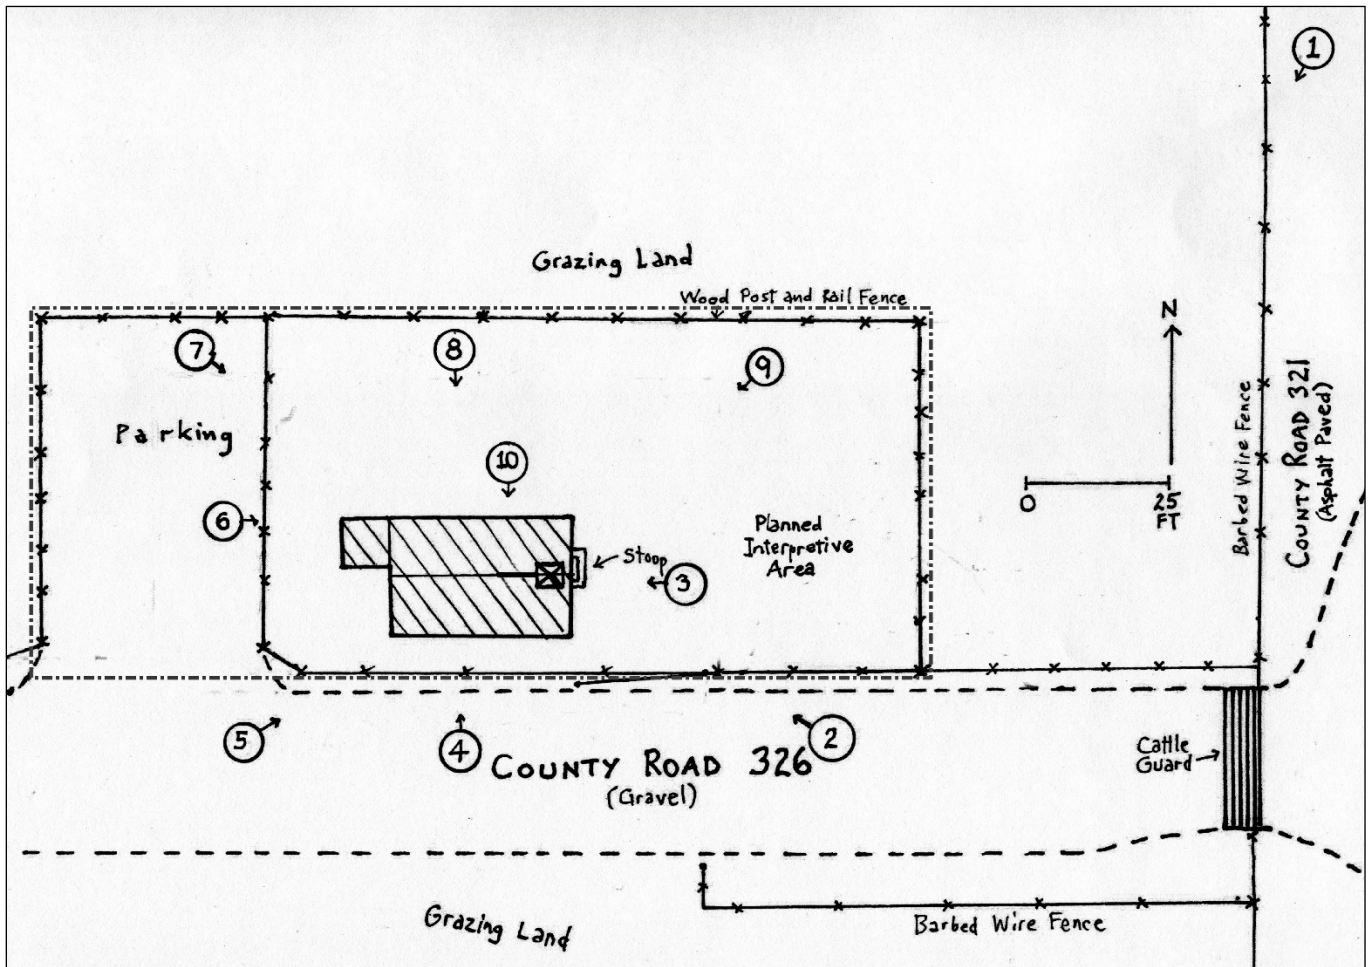 1
Grazing Land
Wood Post and Rail Fence
N
7
8
9
Parking
10
0
25
FT
Barbed Wire Fence
COUNTY ROAD 321
(Asphalt Paved)
6
Planned
Interpretive
Area
Stoop
3
5
4
2
COUNTY ROAD 326
(Gravel)
Cattle
Guard
Grazing Land
Barbed Wire Fence